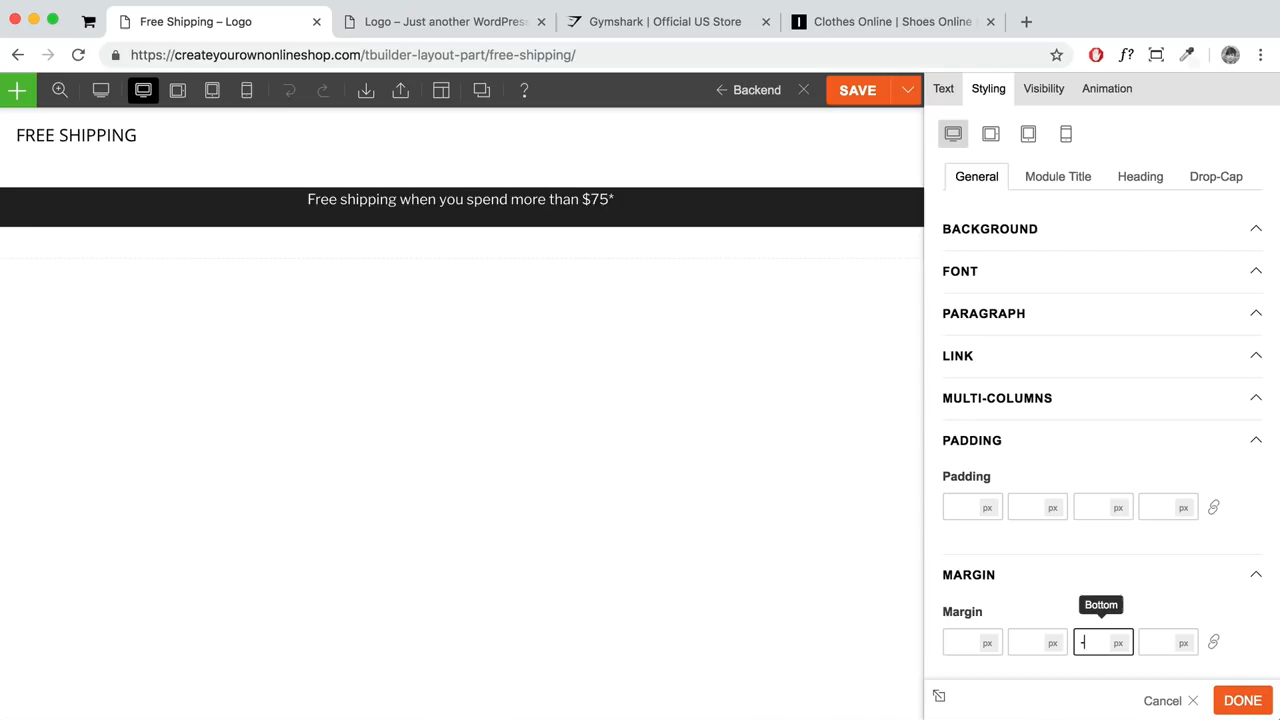 Free Shipping – Logo
Logo – Just another WordPress
Gymshark | Official US Store
Clothes Online | Shoes Online
https://createyourownonlineshop.com/tbuilder-layout-part/free-shipping/
f?
?
Backend
SAVE
Text
Styling
Visibility
Animation
FREE SHIPPING
Free shipping when you spend more than $75*
General
Module Title
Heading
Drop-Cap
BACKGROUND
FONT
PARAGRAPH
LINK
MULTI-COLUMNS
PADDING
Padding
px px px px
MARGIN
Bottom
Margin
px px - px px
Cancel
DONE